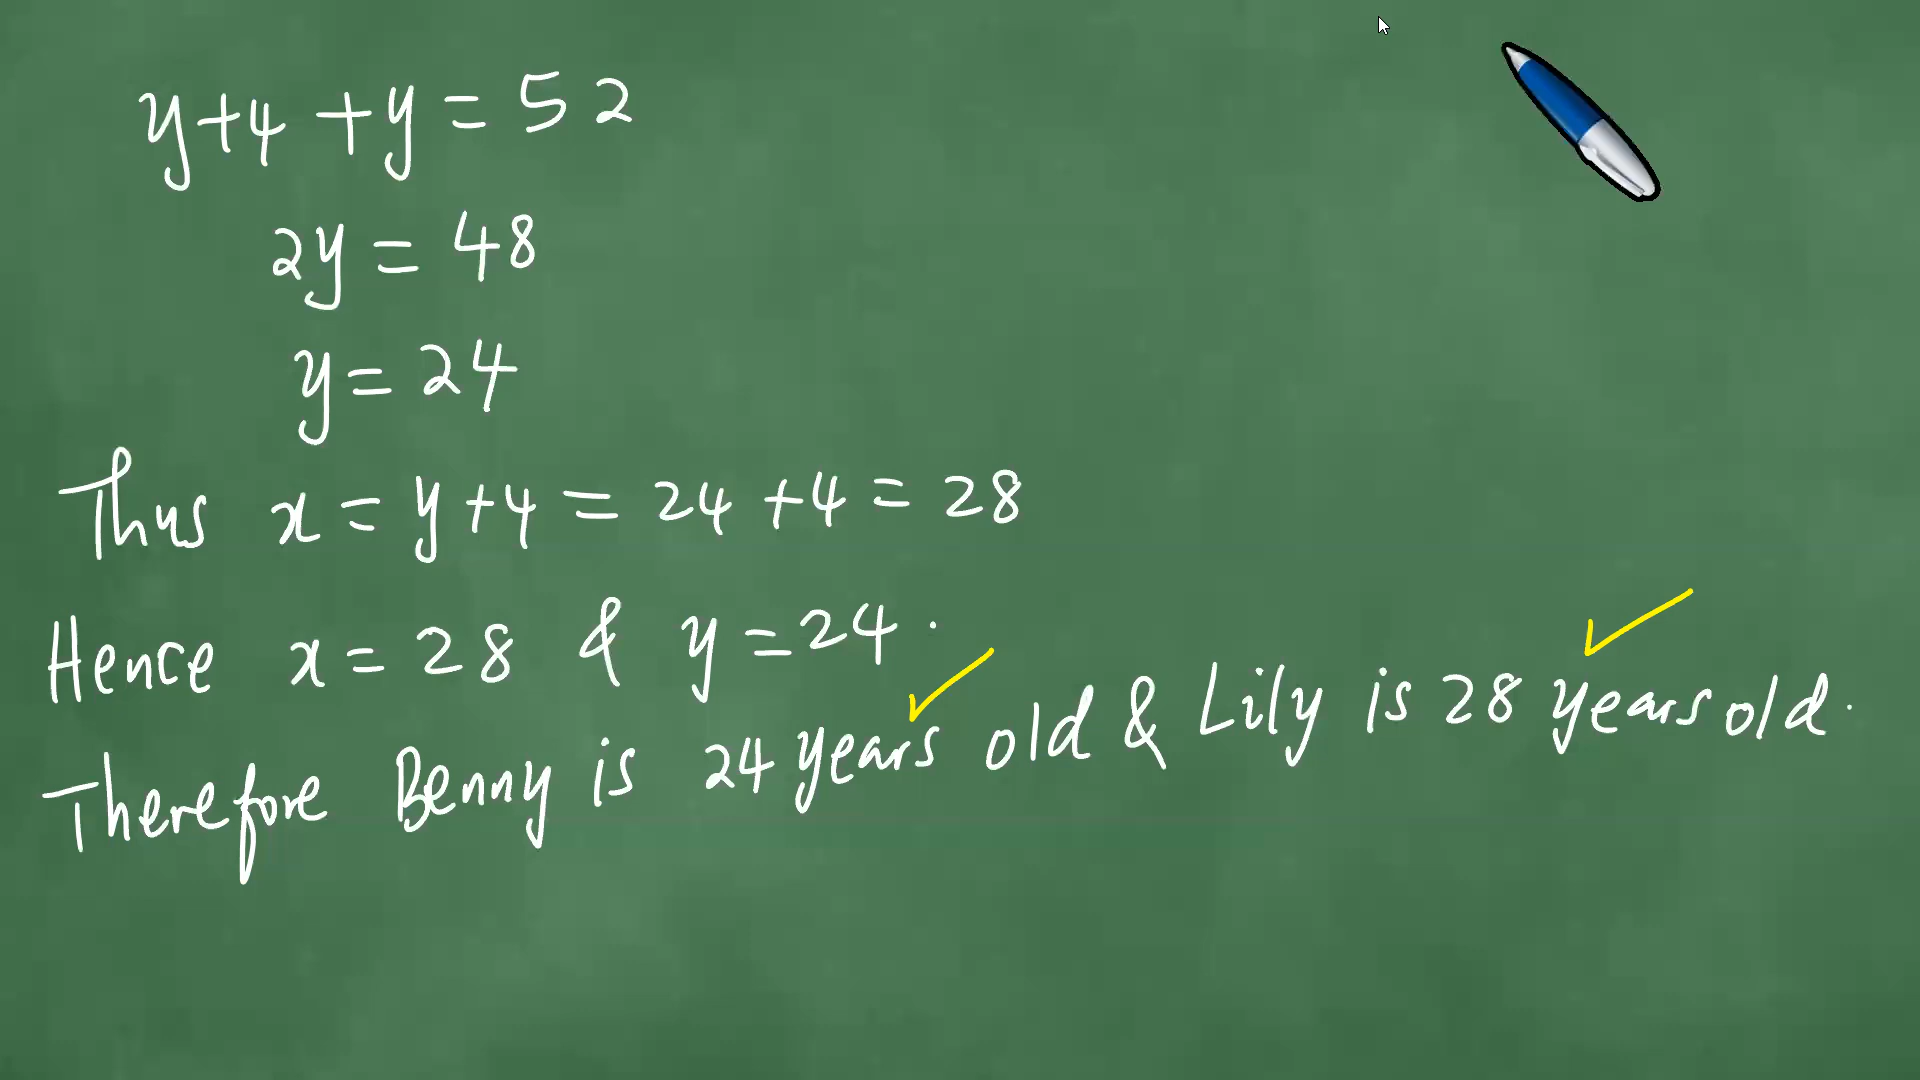 y+4 +y = 52
2y = 48
y = 24
Thus x = y+4 = 24 +4 = 28
Hence x = 28 & y = 24.
Therefore Benny is 24 years old & Lily is 28 years old.